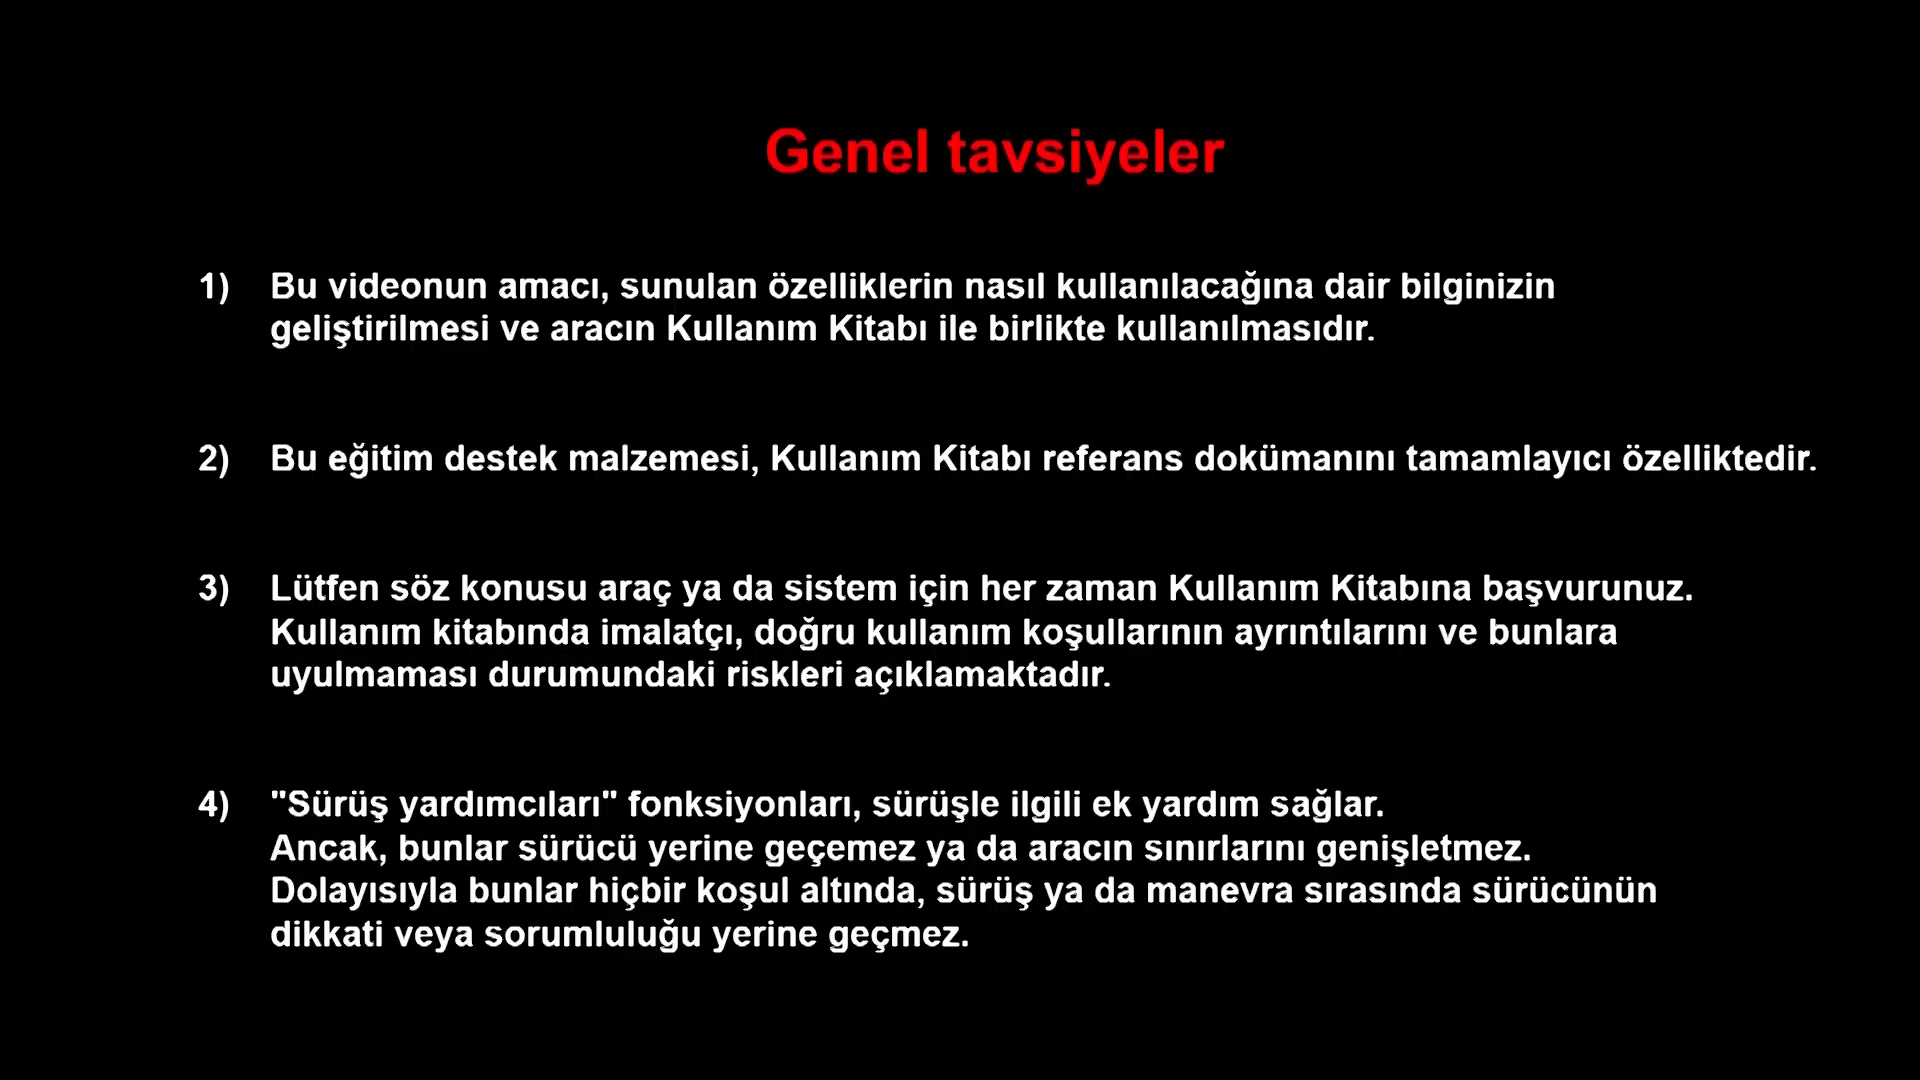 Genel tavsiyeler
1) Bu videonun amacı, sunulan özelliklerin nasıl kullanılacağına dair bilginizin
geliştirilmesi ve aracın Kullanım Kitabı ile birlikte kullanılmasıdır.
2) Bu eğitim destek malzemesi, Kullanım Kitabı referans dokümanını tamamlayıcı özelliktedir.
3) Lütfen söz konusu araç ya da sistem için her zaman Kullanım Kitabına başvurunuz.
Kullanım kitabında imalatçı, doğru kullanım koşullarının ayrıntılarını ve bunlara
uyulmaması durumundaki riskleri açıklamaktadır.
4) "Sürüş yardımcıları" fonksiyonları, sürüşle ilgili ek yardım sağlar.
Ancak, bunlar sürücü yerine geçemez ya da aracın sınırlarını genişletmez.
Dolayısıyla bunlar hiçbir koşul altında, sürüş ya da manevra sırasında sürücünün
dikkati veya sorumluluğu yerine geçmez.